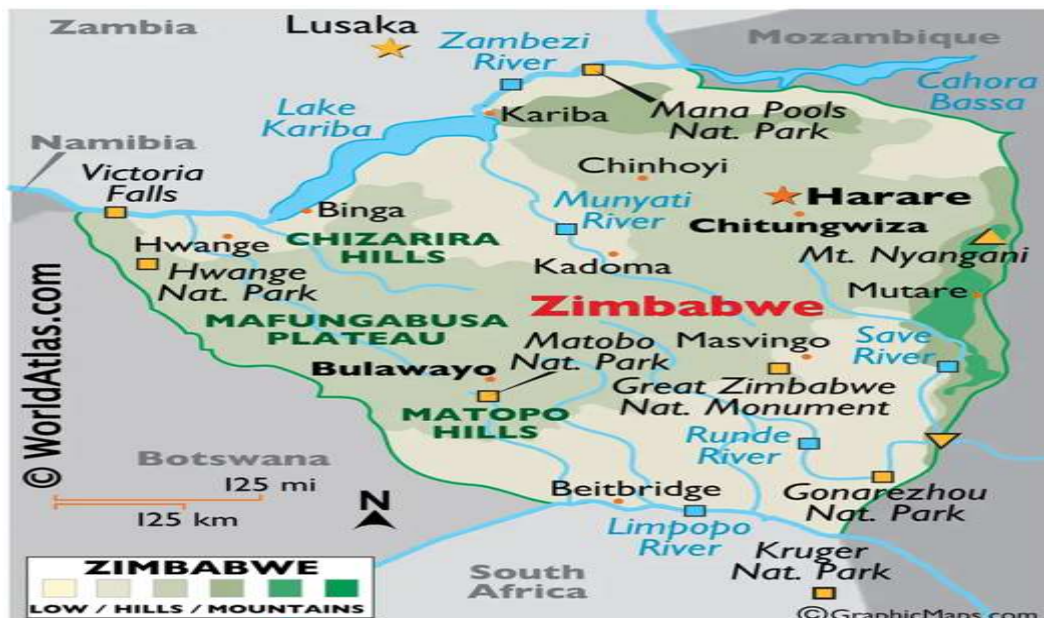 Zambia
Lusaka
Zambezi
River
Mozambique
Cahora
Bassa
Lake
Kariba
Kariba
Mana Pools
Nat. Park
Namibia
Victoria
Falls
Chinhoyi
Binga
Munyati
River
Harare
Chitungwiza
Hwange
CHIZARIRA
HILLS
Hwange
Nat. Park
Kadoma
Mt. Nyangani
Zimbabwe
Mutare
MAFUNGABUSA
PLATEAU
Matobo
Nat. Park
Masvingo
Save
River
Bulawayo
Great Zimbabwe
Nat. Monument
MATOPO
HILLS
Runde
River
Botswana
125 mi
125 km
N
Beitbridge
Gonarezhou
Nat. Park
Limpopo
River
Kruger
Nat. Park
South
Africa
ZIMBABWE
LOW / HILLS / MOUNTAINS
© WorldAtlas.com
© GraphicMaps.com